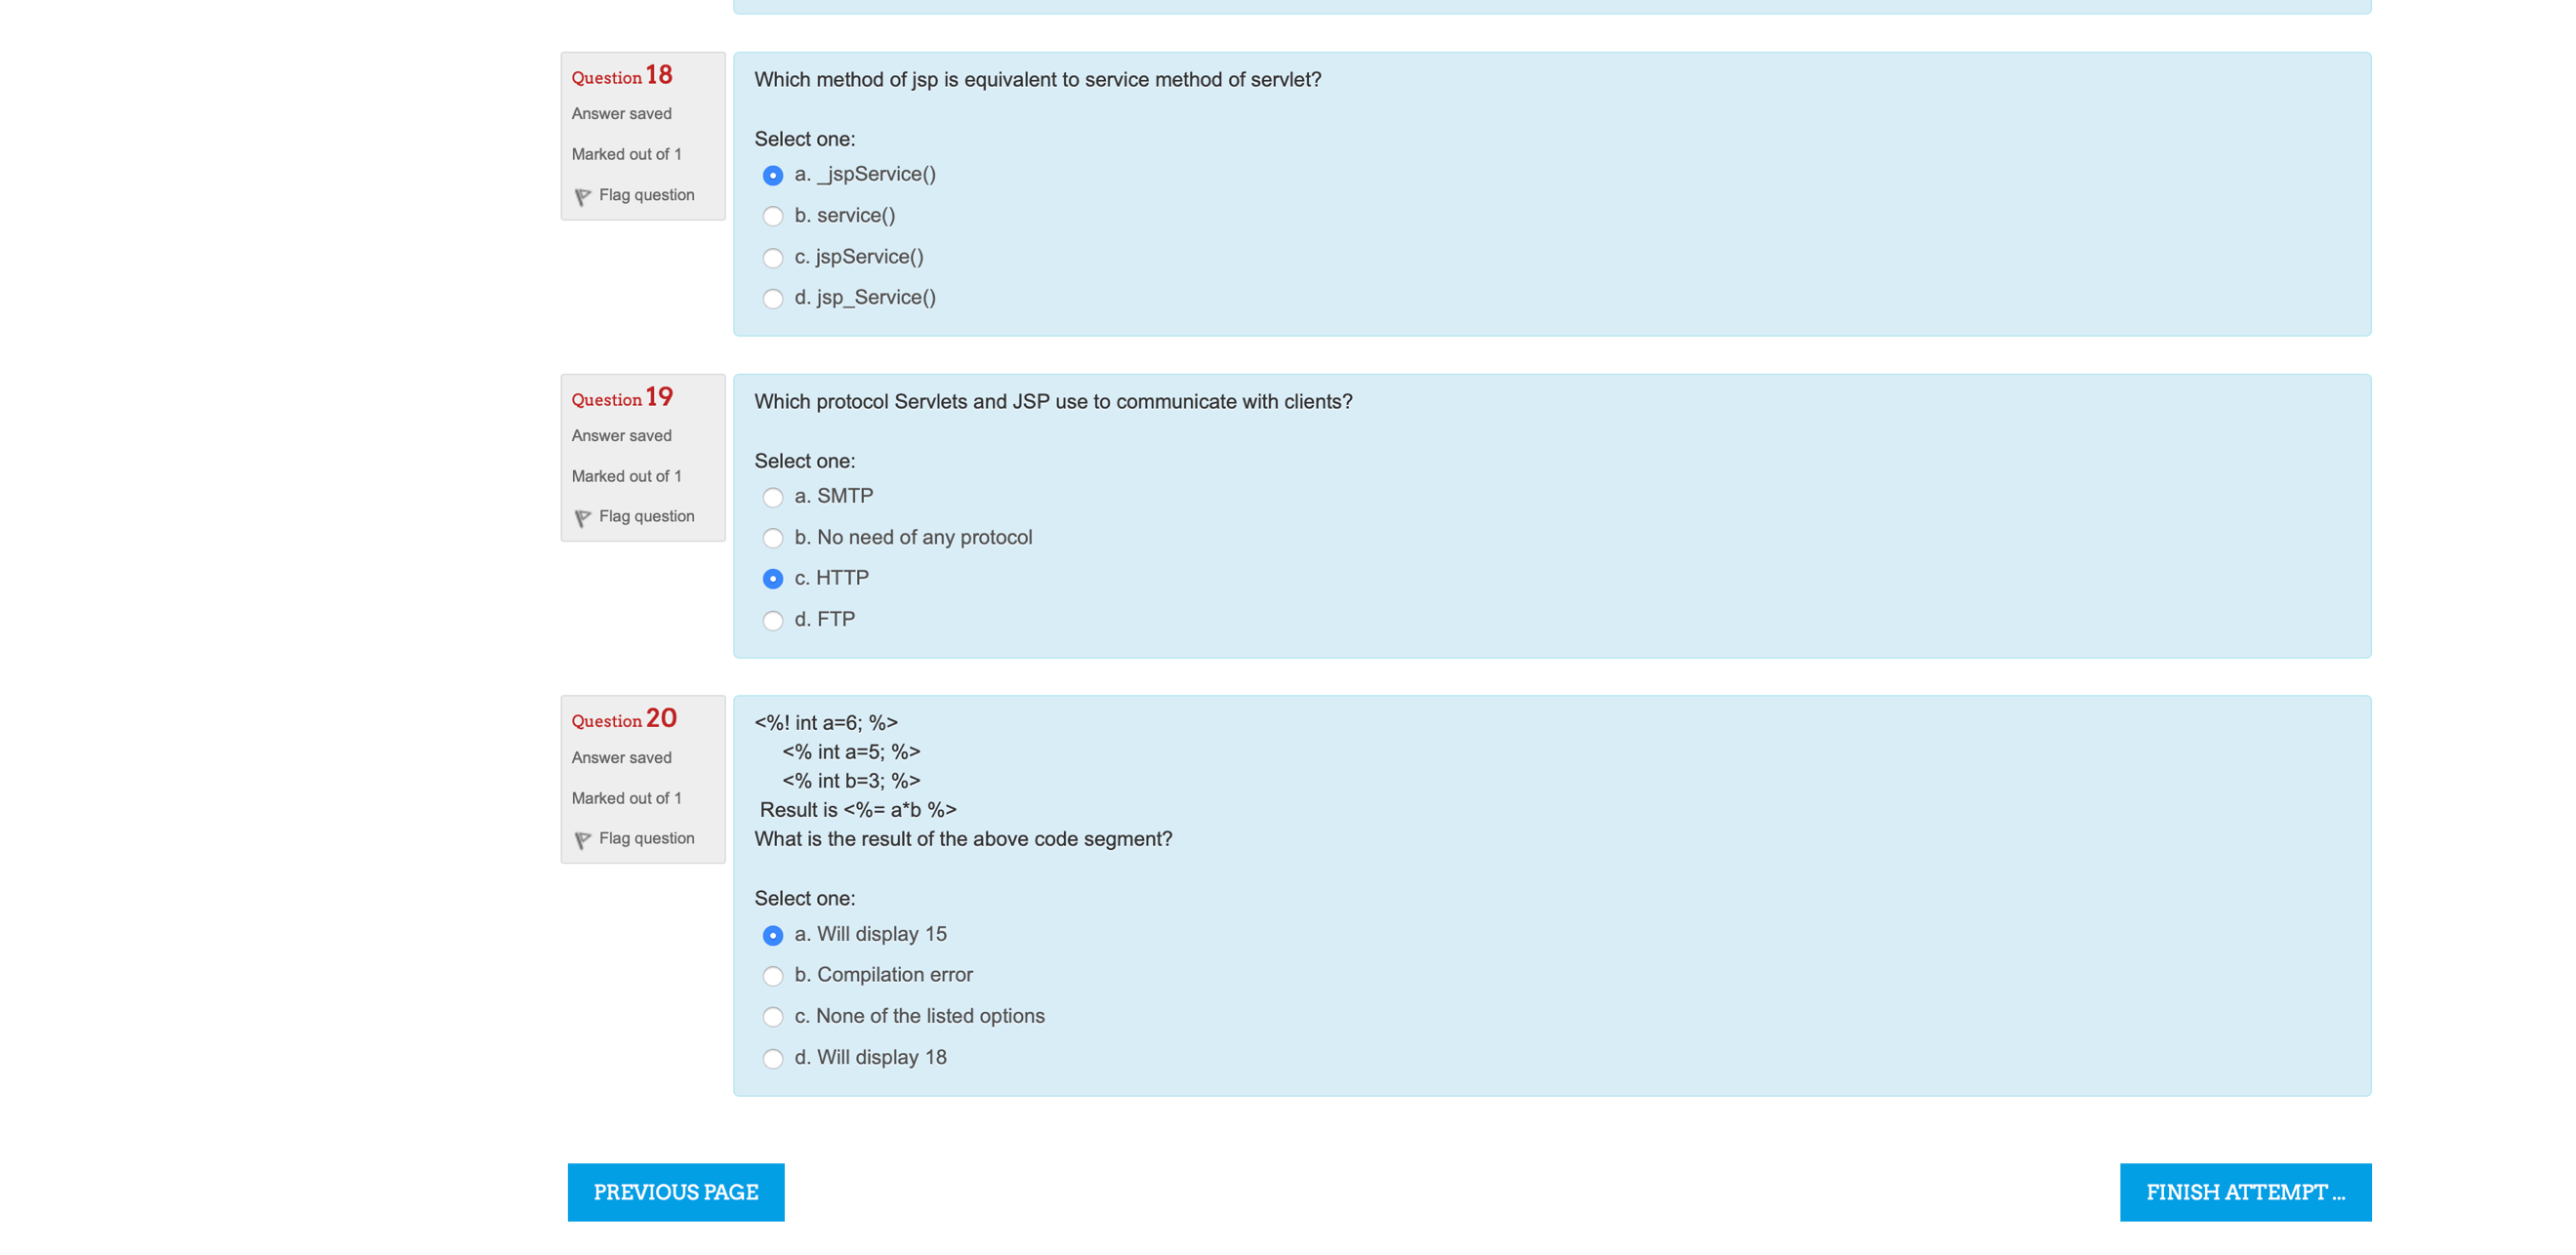 Question 18
Answer saved
Marked out of 1
Flag question
Which method of jsp is equivalent to service method of servlet?
Select one:
a. _jspService()
b. service()
c. jspService()
d. jsp_Service()
Question 19
Answer saved
Marked out of 1
Flag question
Which protocol Servlets and JSP use to communicate with clients?
Select one:
a. SMTP
b. No need of any protocol
c. HTTP
d. FTP
Question 20
Answer saved
Marked out of 1
Flag question
<%! int a=6; %>
<% int a=5; %>
<% int b=3; %>
Result is <%= a*b %>
What is the result of the above code segment?
Select one:
a. Will display 15
b. Compilation error
c. None of the listed options
d. Will display 18
PREVIOUS PAGE
FINISH ATTEMPT ...